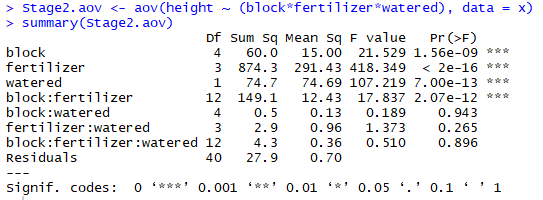 > Stage2.aov <- aov(height ~ (block*fertilizer*watered), data = x)
> summary(Stage2.aov)
                         Df Sum Sq Mean Sq F value   Pr(>F)    
block                     4   60.0   15.00  21.529 1.56e-09 ***
fertilizer                3  874.3  291.43 418.349  < 2e-16 ***
watered                   1   74.7   74.69 107.219 7.00e-13 ***
block:fertilizer         12  149.1   12.43  17.837 2.07e-12 ***
block:watered             4    0.5    0.13   0.189    0.943    
fertilizer:watered        3    2.9    0.96   1.373    0.265    
block:fertilizer:watered 12    4.3    0.36   0.510    0.896    
Residuals                40   27.9    0.70                     
---
Signif. codes:  0 ‘***’ 0.001 ‘**’ 0.01 ‘*’ 0.05 ‘.’ 0.1 ‘ ’ 1